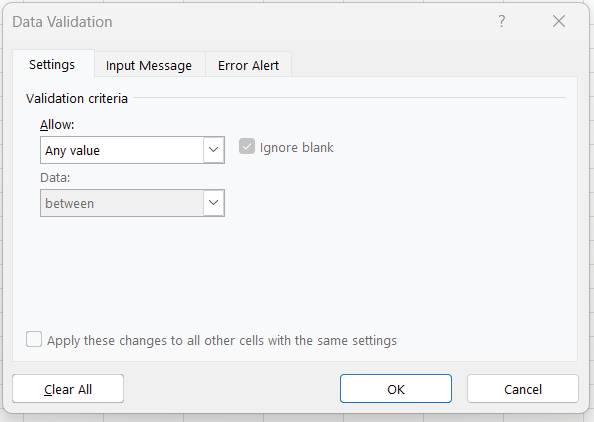 Data Validation ?
Settings Input Message Error Alert
Validation criteria
Allow:
Any value Ignore blank
Data:
between
Apply these changes to all other cells with the same settings
Clear All OK Cancel